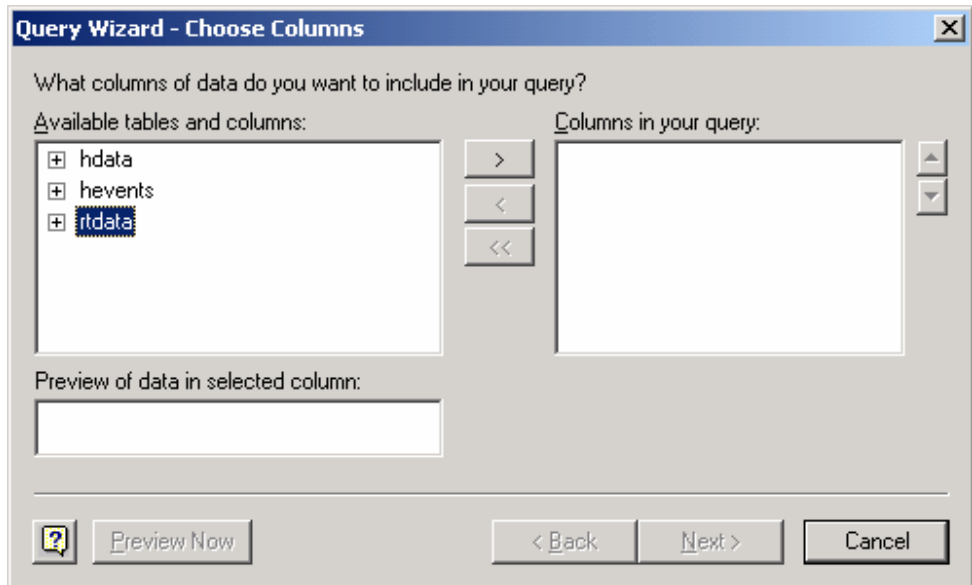 Query Wizard - Choose Columns
What columns of data do you want to include in your query?
Available tables and columns:
Columns in your query:
hdata
hevents
rtdata
>
<
<<
Preview of data in selected column:
?
Preview Now
< Back
Next >
Cancel